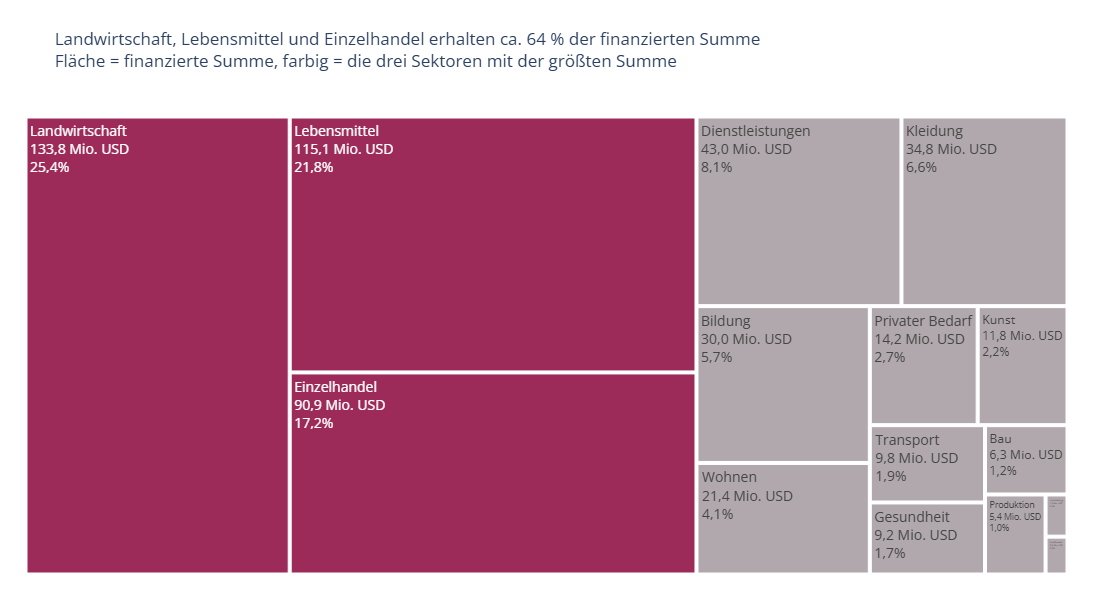 Landwirtschaft, Lebensmittel und Einzelhandel erhalten ca. 64 % der finanzierten Summe
Fläche = finanzierte Summe, farbig = die drei Sektoren mit der größten Summe
Landwirtschaft
133,8 Mio. USD
25,4%
Lebensmittel
115,1 Mio. USD
21,8%
Einzelhandel
90,9 Mio. USD
17,2%
Dienstleistungen
43,0 Mio. USD
8,1%
Kleidung
34,8 Mio. USD
6,6%
Bildung
30,0 Mio. USD
5,7%
Privater Bedarf
14,2 Mio. USD
2,7%
Kunst
11,8 Mio. USD
2,2%
Wohnen
21,4 Mio. USD
4,1%
Transport
9,8 Mio. USD
1,9%
Bau
6,3 Mio. USD
1,2%
Gesundheit
9,2 Mio. USD
1,7%
Produktion
5,4 Mio. USD
1,0%